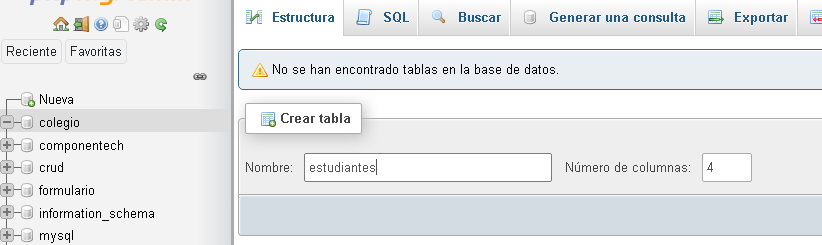 Reciente Favoritas
Nueva
colegio
componentech
crud
formulario
information_schema
mysql
Estructura SQL Buscar Generar una consulta Exportar
No se han encontrado tablas en la base de datos.
Crear tabla
Nombre: estudiantes Número de columnas: 4